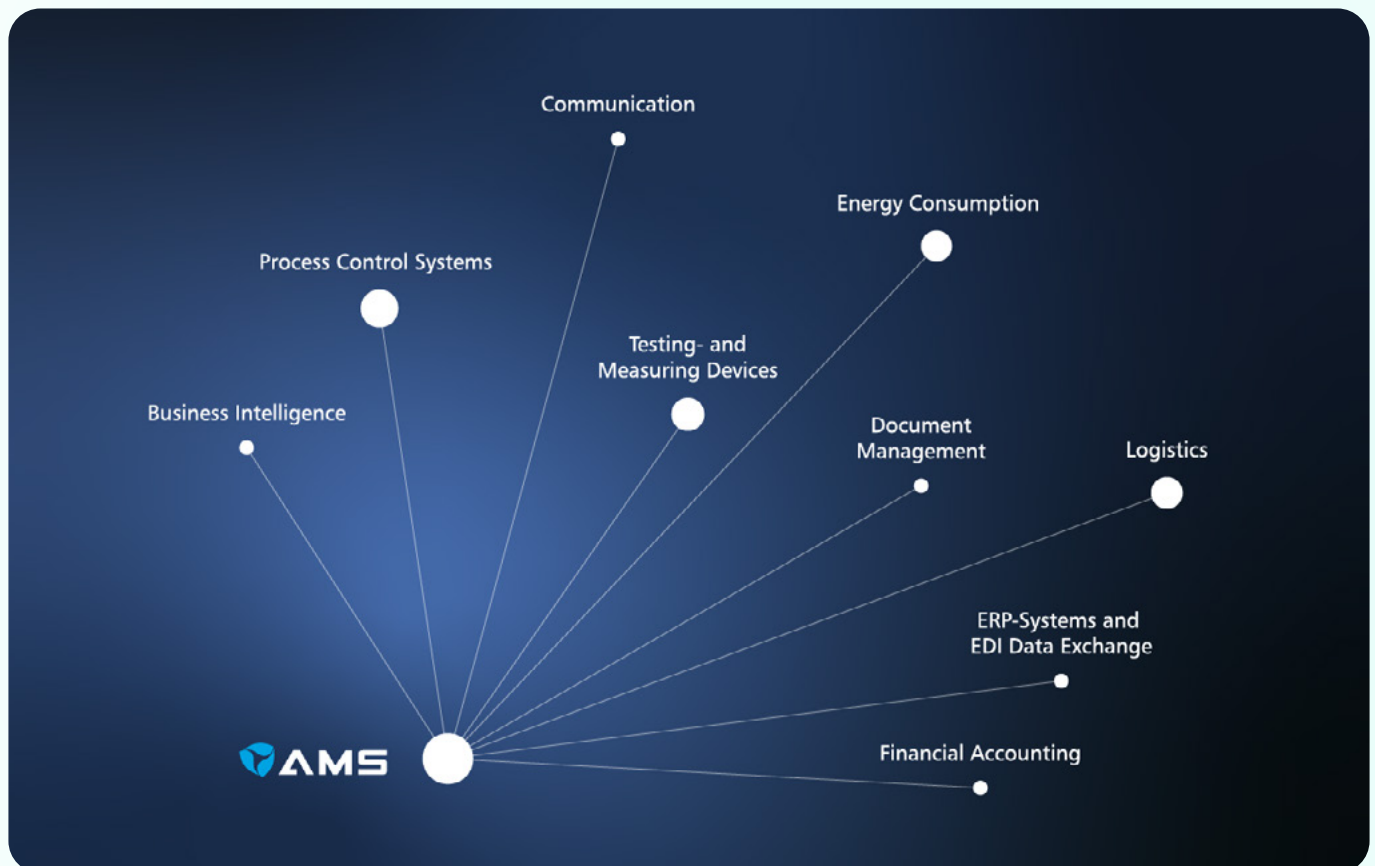 Communication
Energy Consumption
Process Control Systems
Testing- and
Measuring Devices
Business Intelligence
Document
Management
Logistics
ERP-Systems and
EDI Data Exchange
Financial Accounting
AMS